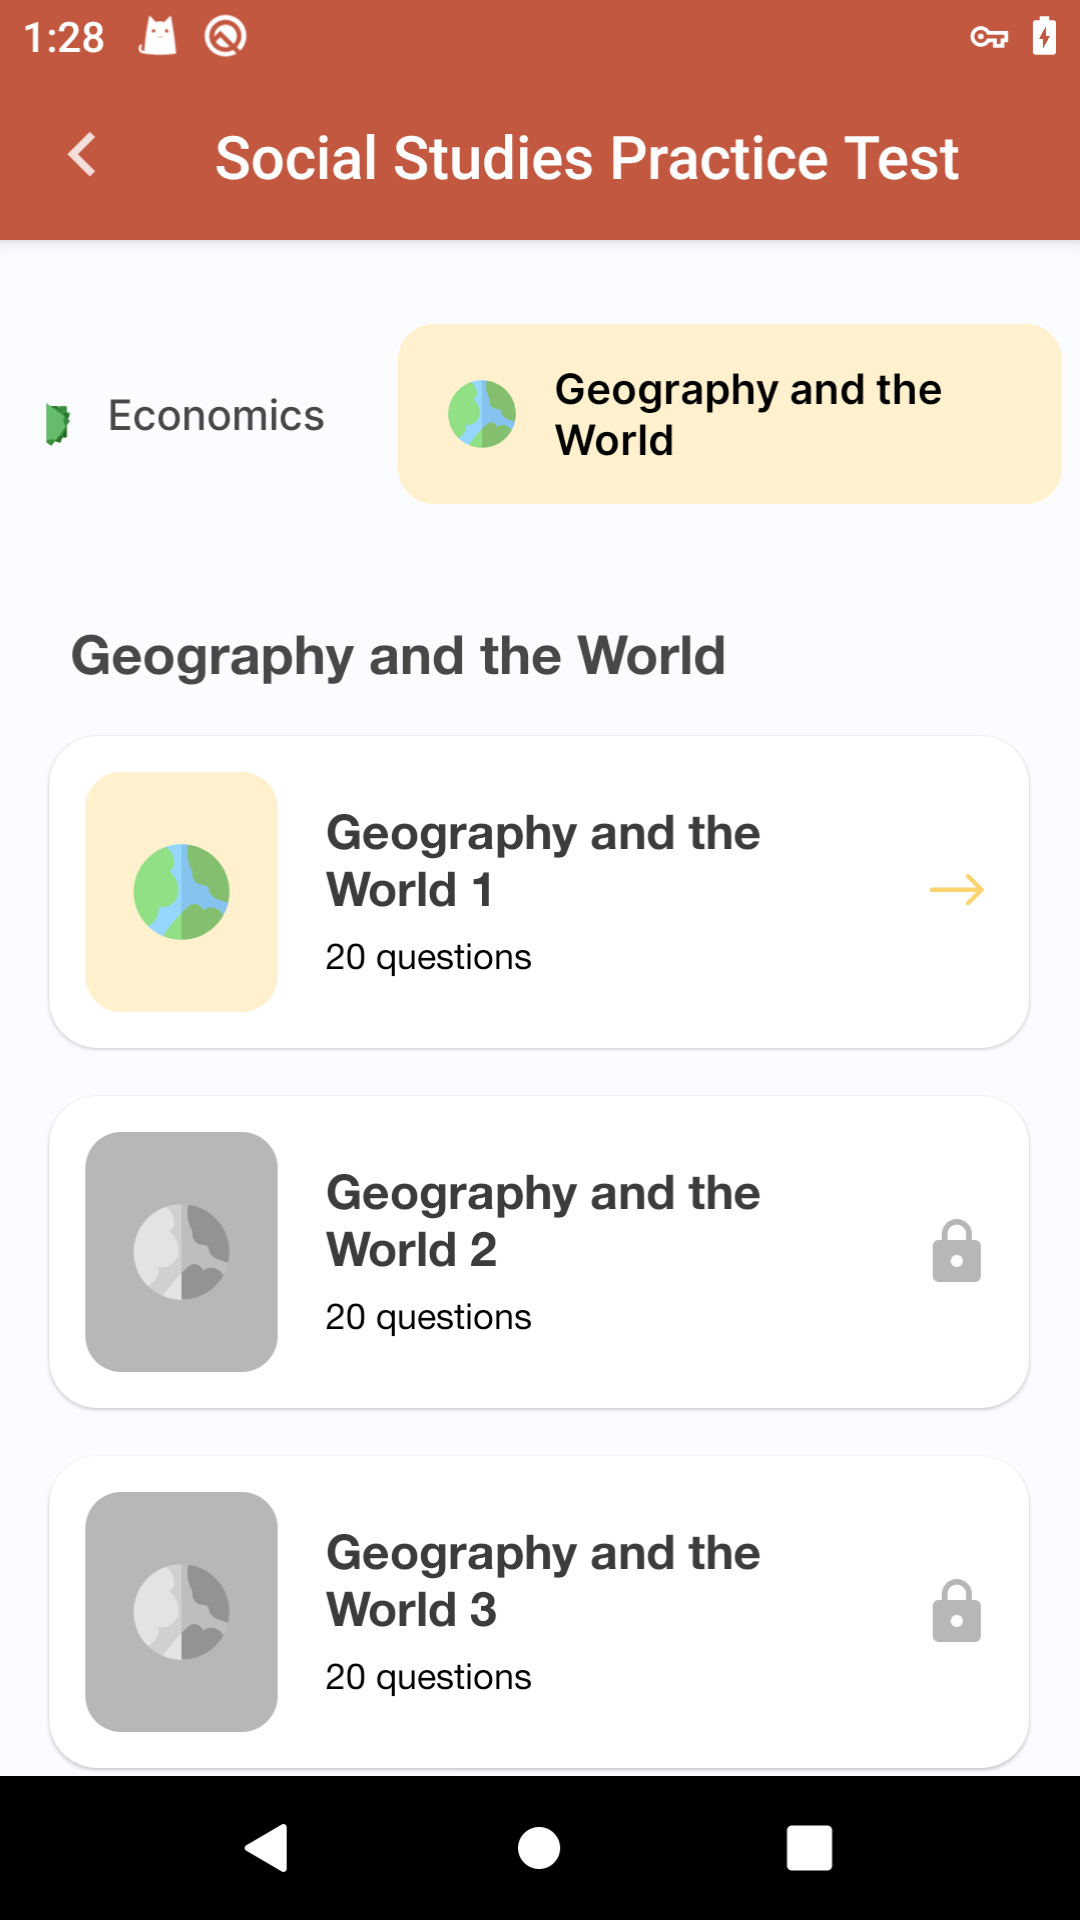 1:28
Social Studies Practice Test
Economics
Geography and the
World
Geography and the World
Geography and the
World 1
20 questions
Geography and the
World 2
20 questions
Geography and the
World 3
20 questions